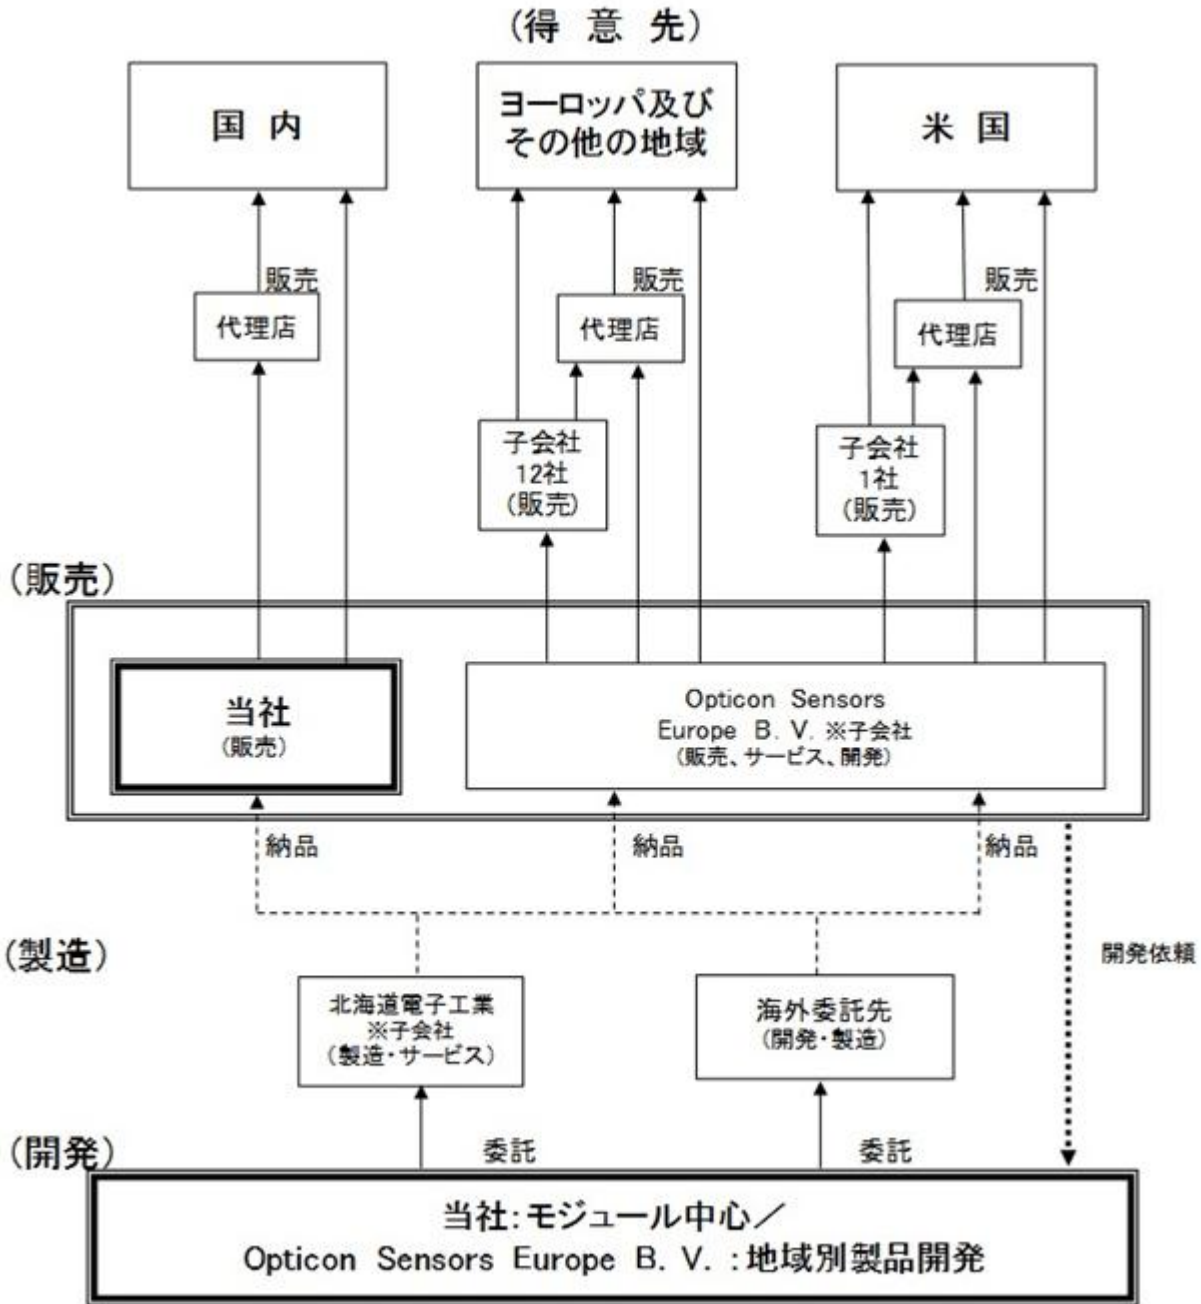 (得 意 先)
国 内
ヨーロッパ及び
その他の地域
米 国
販売
販売
販売
代理店
代理店
代理店
子会社
12社
(販売)
子会社
1社
(販売)
(販売)
当社
(販売)
Opticon Sensors
Europe B. V. ※子会社
(販売、サービス、開発)
納品
納品
納品
(製造)
開発依頼
北海道電子工業
※子会社
(製造・サービス)
海外委託先
(開発・製造)
(開発)
委託
委託
当社:モジュール中心/
Opticon Sensors Europe B. V. :地域別製品開発